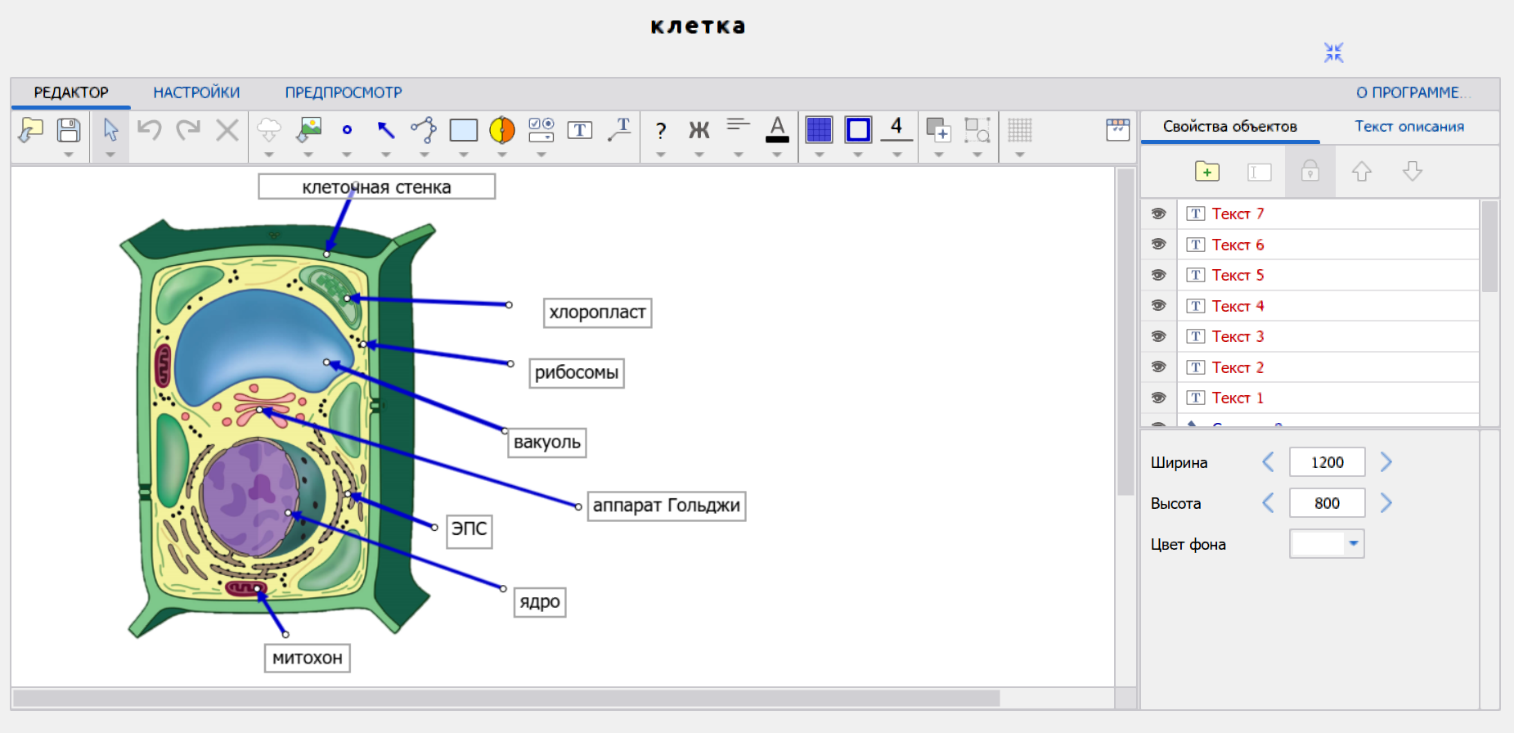 клетка
РЕДАКТОР НАСТРОЙКИ ПРЕДПРОСМОТР О ПРОГРАММЕ...
T T ? Ж A 4
Свойства объектов Текст описания
клеточная стенка
хлоропласт
рибосомы
вакуоль
аппарат Гольджи
ЭПС
ядро
митохон
T Текст 7
T Текст 6
T Текст 5
T Текст 4
T Текст 3
T Текст 2
T Текст 1
Ширина 1200
Высота 800
Цвет фона